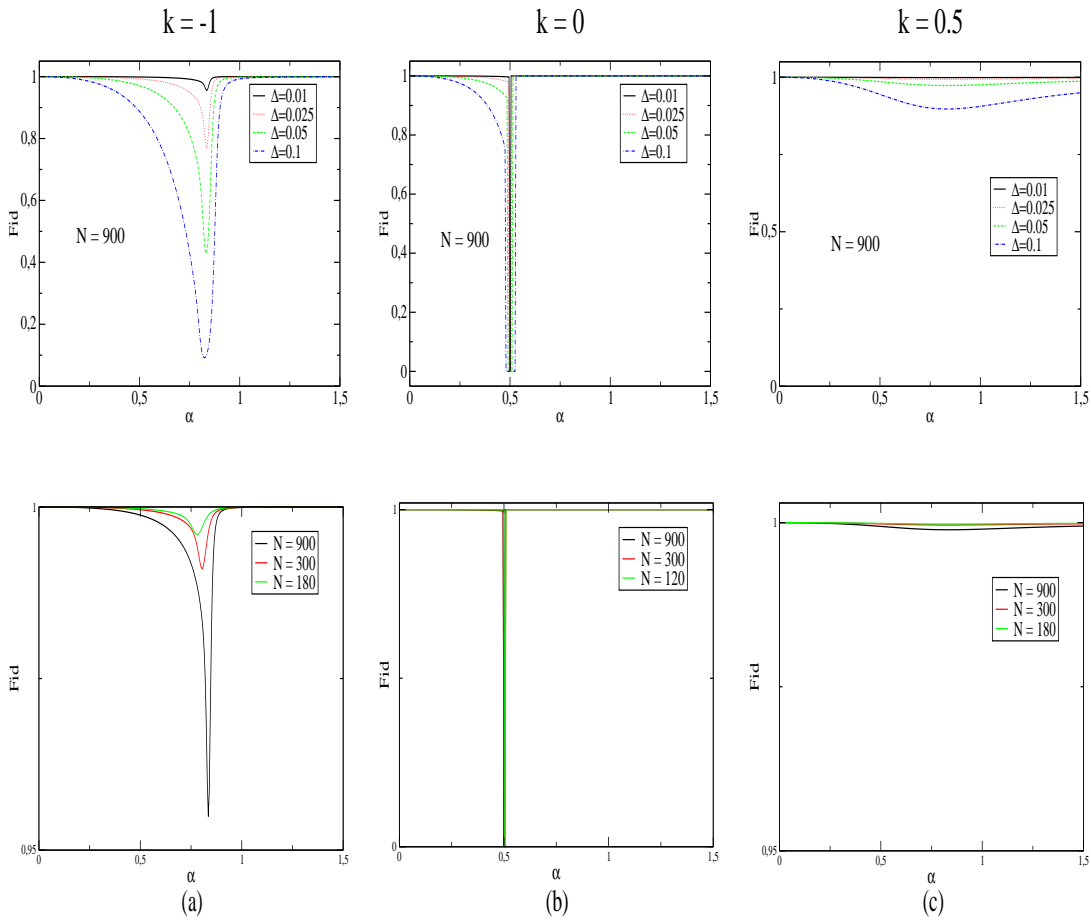 k = -1
k = 0
k = 0.5
Fid
1
0,8
0,6
0,4
0,2
0
0
0,5
1
1,5
α
Δ=0.01
Δ=0.025
Δ=0.05
Δ=0.1
N = 900
Fid
1
0,8
0,6
0,4
0,2
0
0
0,5
1
1,5
α
Δ=0.01
Δ=0.025
Δ=0.05
Δ=0.1
N = 900
Fid
1
0,5
0
0
0,5
1
1,5
α
Δ=0.01
Δ=0.025
Δ=0.05
Δ=0.1
N = 900
Fid
1
0,95
0
0,5
1
1,5
α
N = 900
N = 300
N = 180
(a)
Fid
1
0
0
0,5
1
1,5
α
N = 900
N = 300
N = 120
(b)
Fid
1
0,95
0
0,5
1
1,5
α
N = 900
N = 300
N = 180
(c)